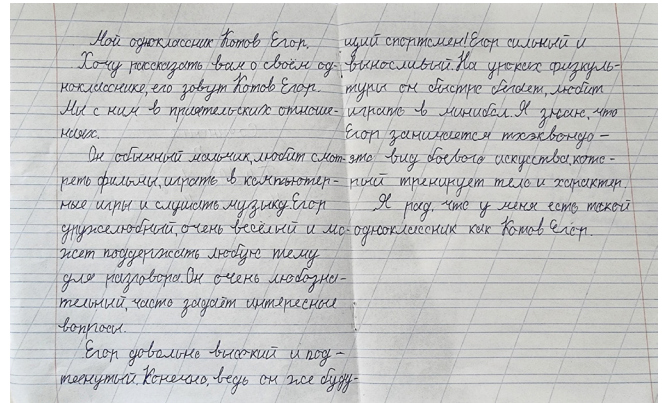 Мой одноклассник Котов Егор.
Хочу рассказать вам о своём од-
нокласснике, его зовут Котов Егор.
Мы с ним в приятельских отноше-
ниях.
Он обычный мальчик, любит смот-
реть фильмы, играть в компьютер-
ные игры и слушать музыку. Егор
дружелюбный, очень весёлый и мо-
жет поддержать любую тему
для разговора. Он очень любозна-
тельный, часто задаёт интересные
вопросы.
Егор довольно высокий и под-
тянутый. Конечно, ведь он же буду-
щий спортсмен! Егор сильный и
выносливый. На уроках физкуль-
туры он быстро бегает, любит
играть в минибол. Я знаю, что
Егор занимается тхэквондо -
это вид боевого искусства, кото-
рый тренирует тело и характер.
Я рад, что у меня есть такой
одноклассник как Котов Егор.